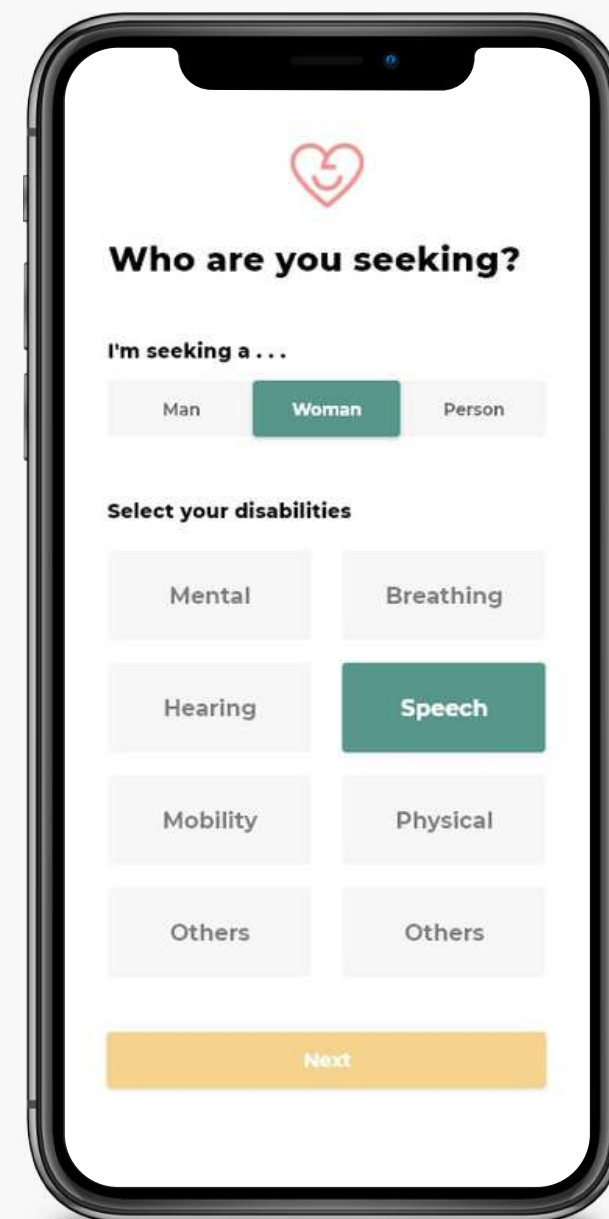 Who are you seeking?
I'm seeking a . . .
Man Woman Person
Select your disabilities
Mental Breathing
Hearing Speech
Mobility Physical
Others Others
Next